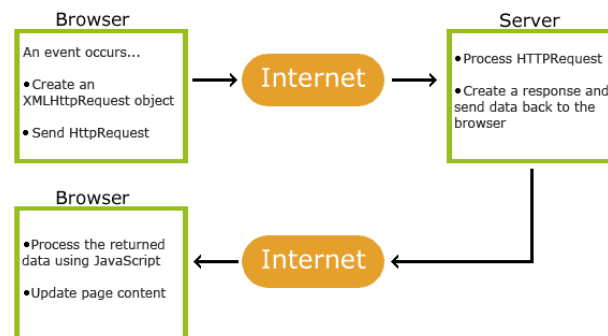 Browser
An event occurs...
• Create an
XMLHttpRequest object
• Send HttpRequest
Internet
Server
• Process HTTPRequest
• Create a response and
send data back to the
browser
Browser
• Process the returned
data using JavaScript
• Update page content
Internet